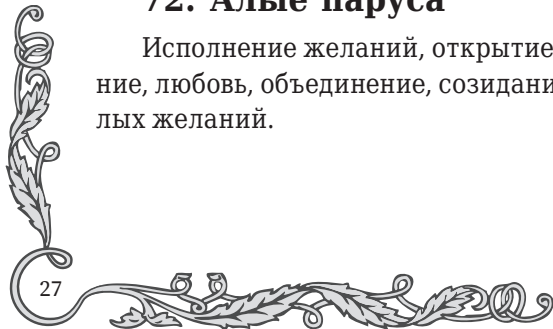 72. Алые паруса
Исполнение желаний, открытие
ние, любовь, объединение, созидани
лых желаний.
27